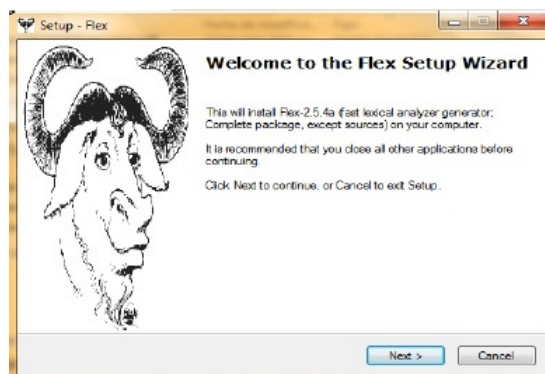 Setup - Flex
Welcome to the Flex Setup Wizard
This will install Flex-2.5.4a (fast lexical analyzer generator:
Complete package, except sources) on your computer.
It is recommended that you close all other applications before
continuing.
Click Next to continue, or Cancel to exit Setup.
Next >
Cancel